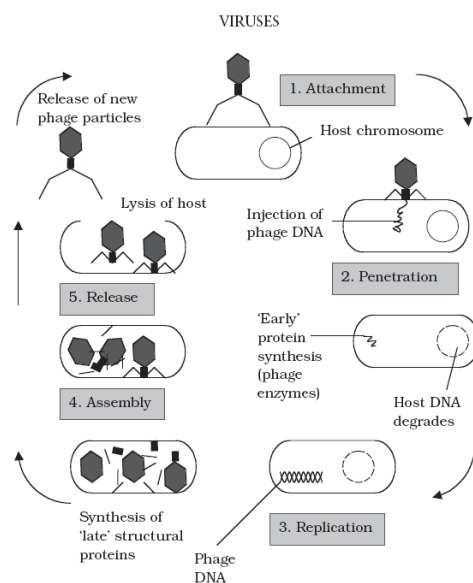 VIRUSES
1. Attachment
Release of new
phage particles
Host chromosome
Lysis of host
Injection of
phage DNA
2. Penetration
5. Release
'Early'
protein
synthesis
(phage
enzymes)
Host DNA
degrades
4. Assembly
3. Replication
Synthesis of
'late' structural
proteins
Phage
DNA